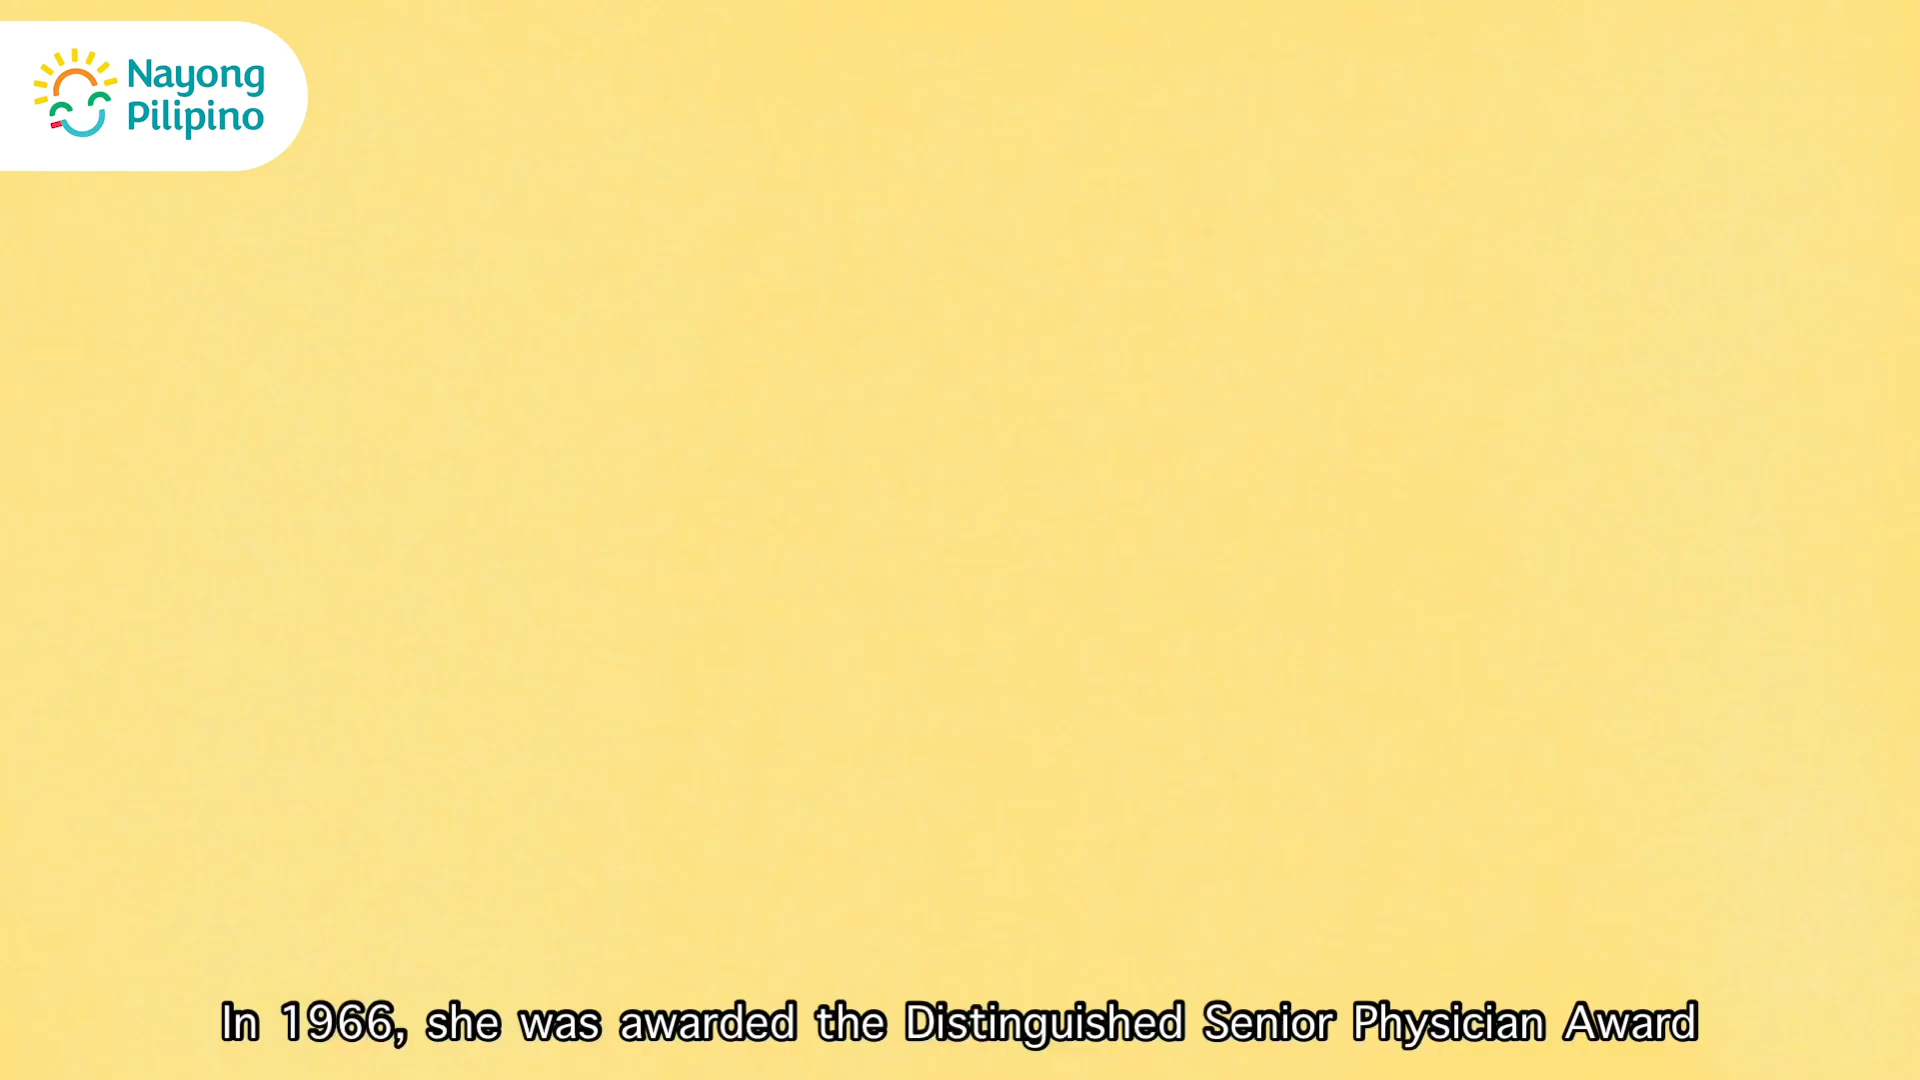 Nayong
Pilipino
In 1966, she was awarded the Distinguished Senior Physician Award